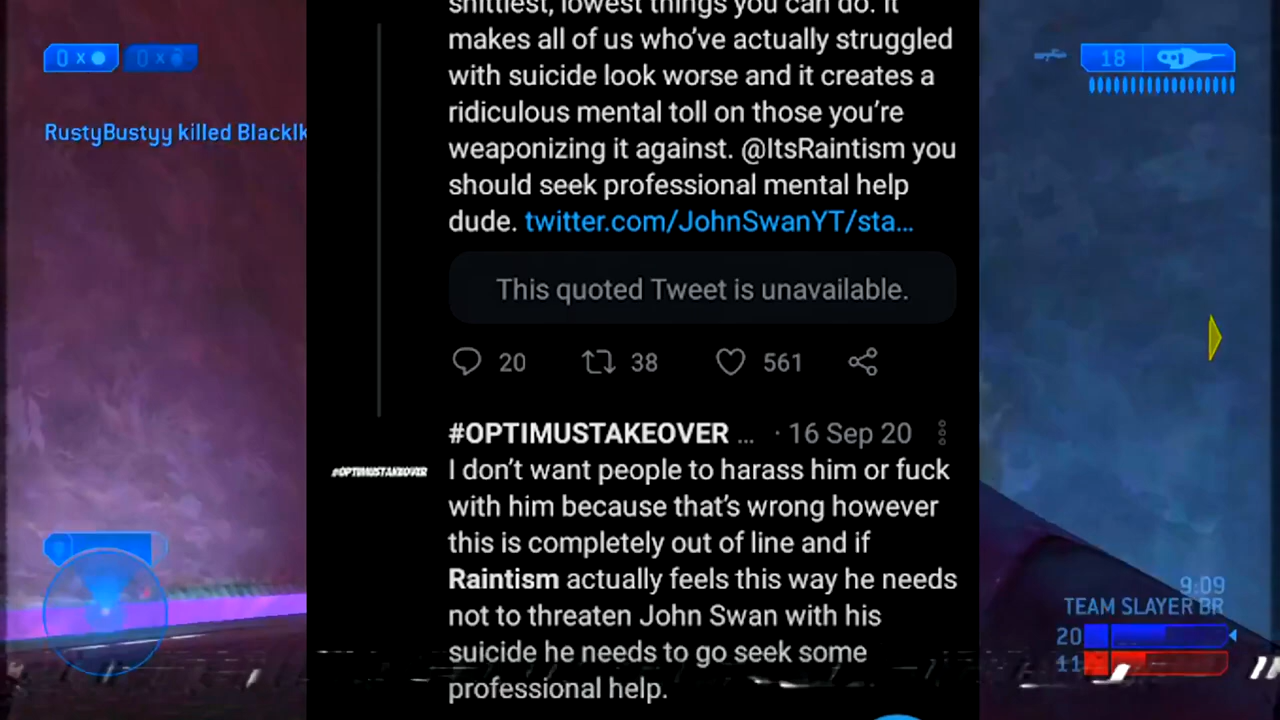 shittiest, lowest things you can do. It
makes all of us who've actually struggled
with suicide look worse and it creates a
ridiculous mental toll on those you're
weaponizing it against. @ItsRaintism you
should seek professional mental help
dude. twitter.com/JohnSwanYT/sta...
This quoted Tweet is unavailable.
20 38 561
#OPTIMUSTAKEOVER ... · 16 Sep 20
#OPTIMUSTAKEOVER
I don't want people to harass him or fuck
with him because that's wrong however
this is completely out of line and if
Raintism actually feels this way he needs
not to threaten John Swan with his
suicide he needs to go seek some
professional help.
0 x 0 x
RustyBustyy killed BlackIk
18
9:09
TEAM SLAYER BR
20
11